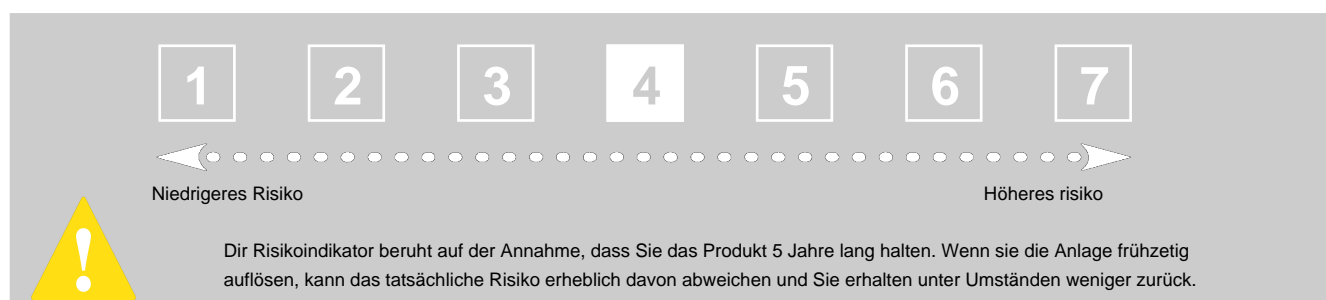 1 2 3 4 5 6 7
Niedrigeres Risiko Höheres risiko
!
Dir Risikoindikator beruht auf der Annahme, dass Sie das Produkt 5 Jahre lang halten. Wenn sie die Anlage frühzetig
auflösen, kann das tatsächliche Risiko erheblich davon abweichen und Sie erhalten unter Umständen weniger zurück.